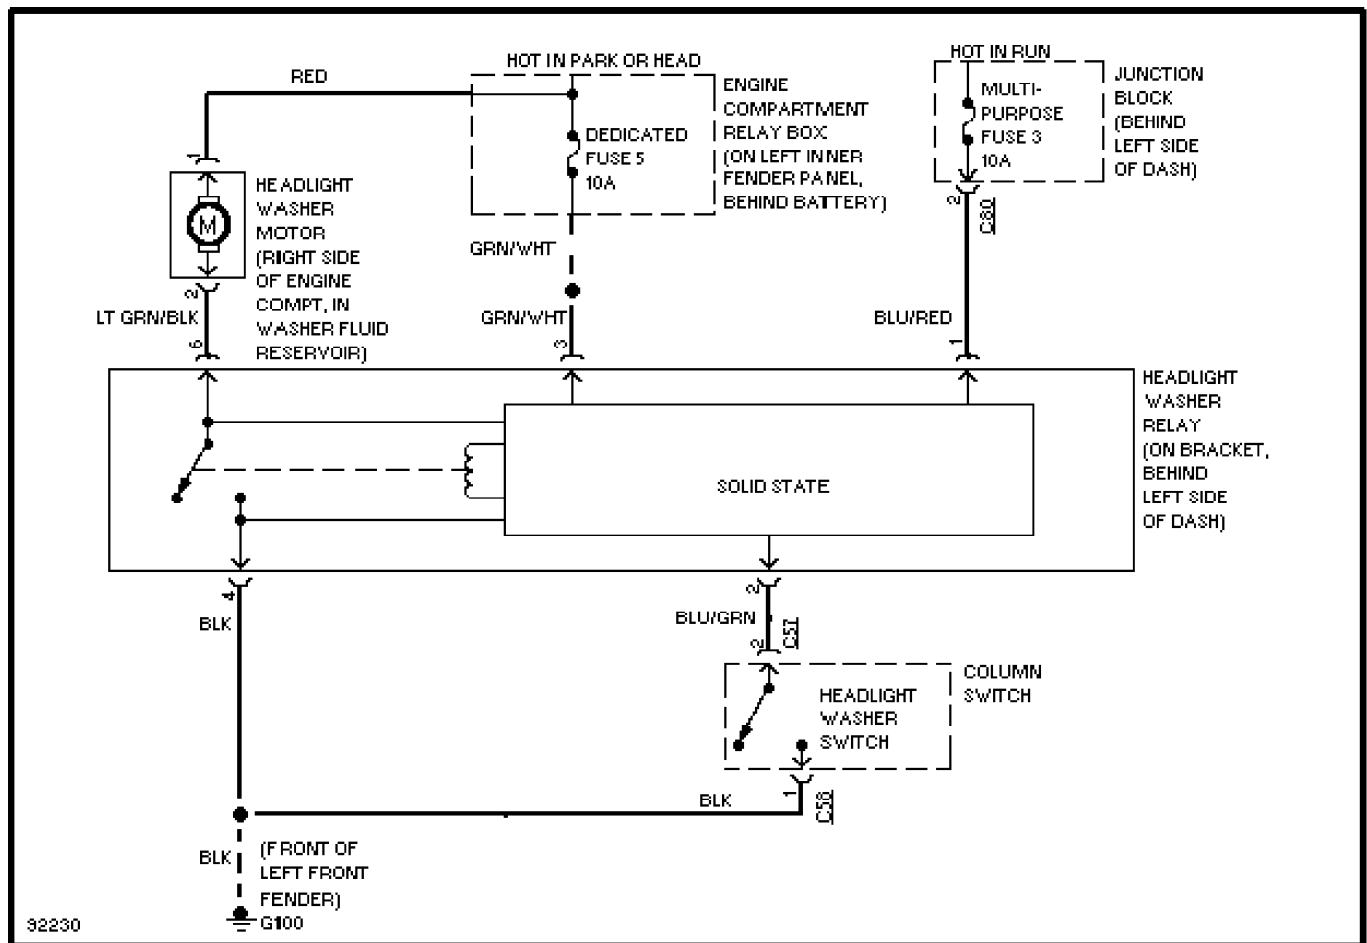 HOT IN PARK OR HEAD
HOT IN RUN
RED
ENGINE
COMPARTMENT
RELAY BOX
(ON LEFT INNER
FENDER PANEL,
BEHIND BATTERY)
DEDICATED
FUSE 5
10A
MULTI-
PURPOSE
FUSE 3
10A
JUNCTION
BLOCK
(BEHIND
LEFT SIDE
OF DASH)
1
M
HEADLIGHT
WASHER
MOTOR
(RIGHT SIDE
OF ENGINE
COMPT, IN
WASHER FLUID
RESERVOIR)
2
C80
GRN/WHT
2
LT GRN/BLK
GRN/WHT
BLU/RED
6
3
1
HEADLIGHT
WASHER
RELAY
(ON BRACKET,
BEHIND
LEFT SIDE
OF DASH)
SOLID STATE
4
2
BLK
BLU/GRN
2
C57
COLUMN
SWITCH
HEADLIGHT
WASHER
SWITCH
BLK
1
C58
BLK
(FRONT OF
LEFT FRONT
FENDER)
G100
92230